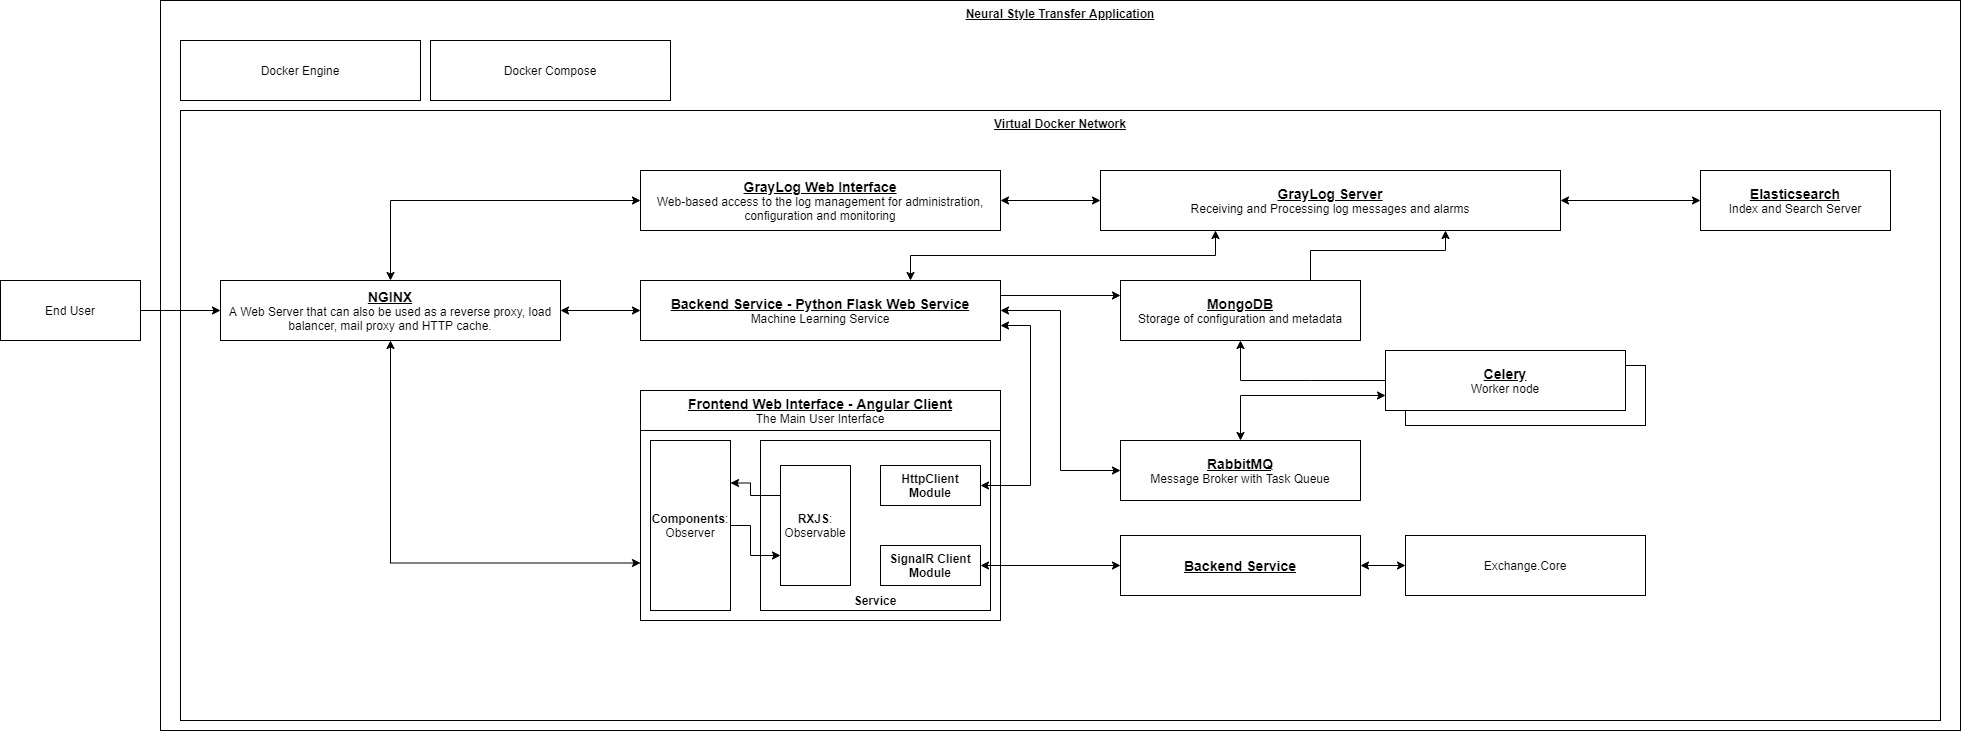 Neural Style Transfer Application
Docker Engine
Docker Compose
Virtual Docker Network
GrayLog Web Interface
Web-based access to the log management for administration,
configuration and monitoring
GrayLog Server
Receiving and Processing log messages and alarms
Elasticsearch
Index and Search Server
End User
NGINX
A Web Server that can also be used as a reverse proxy, load
balancer, mail proxy and HTTP cache.
Backend Service - Python Flask Web Service
Machine Learning Service
MongoDB
Storage of configuration and metadata
Celery
Worker node
Frontend Web Interface - Angular Client
The Main User Interface
Components:
Observer
RXJS:
Observable
HttpClient
Module
SignalR Client
Module
Service
RabbitMQ
Message Broker with Task Queue
Backend Service
Exchange.Core